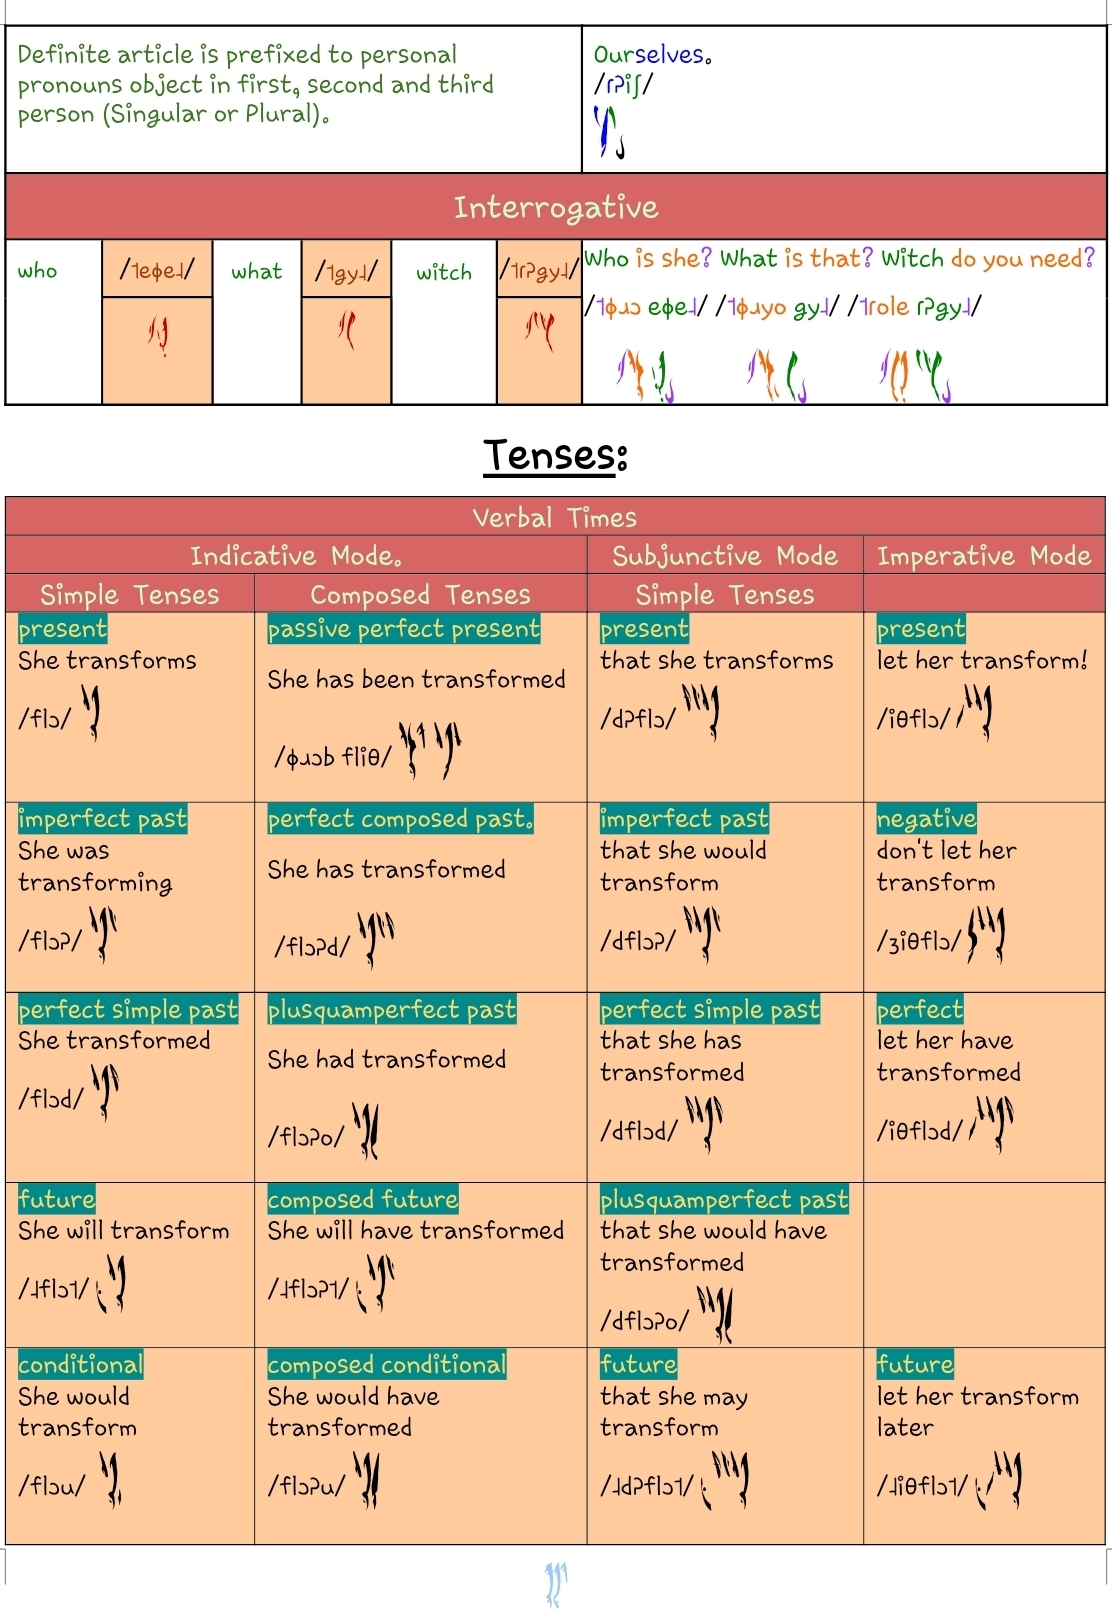 Definite article is prefixed to personal
pronouns object in first, second and third
person (Singular or Plural).
Ourselves.
/ɾʔiʃ/
Interrogative
who
/˥eɸe˩/
what
/˥gy˩/
witch
/˥ɾʔgy˩/
Who is she? What is that? Witch do you need?
/˥ɸɹɔ eɸe˩/ /˥ɸɹyo gy˩/ /˥role ɾʔgy˩/
Tenses:
Verbal Times
Indicative Mode.
Subjunctive Mode
Imperative Mode
Simple Tenses
Composed Tenses
Simple Tenses
present
She transforms
/flɔ/
passive perfect present
She has been transformed
/ɸɹɔb fliθ/
present
that she transforms
/dʔflɔ/
present
let her transform!
/iθflɔ/
imperfect past
She was
transforming
/flɔʔ/
perfect composed past.
She has transformed
/flɔʔd/
imperfect past
that she would
transform
/dflɔʔ/
negative
don't let her
transform
/ʒiθflɔ/
perfect simple past
She transformed
/flɔd/
plusquamperfect past
She had transformed
/flɔʔo/
perfect simple past
that she has
transformed
/dflɔd/
perfect
let her have
transformed
/iθflɔd/
future
She will transform
/˩flɔ˥/
composed future
She will have transformed
/˩flɔʔ˥/
plusquamperfect past
that she would have
transformed
/dflɔʔo/
conditional
She would
transform
/flɔu/
composed conditional
She would have
transformed
/flɔʔu/
future
that she may
transform
/˩dʔflɔ˥/
future
let her transform
later
/˩iθflɔ˥/